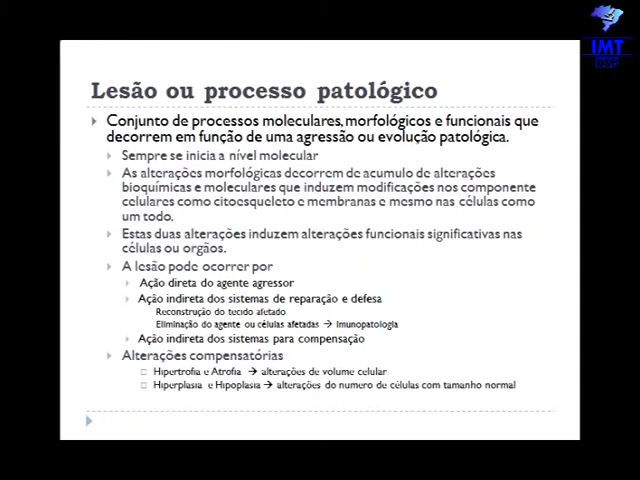 IMT
USP
Lesão ou processo patológico
Conjunto de processos moleculares, morfológicos e funcionais que
decorrem em função de uma agressão ou evolução patológica.
Sempre se inicia a nível molecular
As alterações morfológicas decorrem de acumulo de alterações
bioquímicas e moleculares que induzem modificações nos componente
celulares como citoesqueleto e membranas e mesmo nas células como
um todo.
Estas duas alterações induzem alterações funcionais significativas nas
células ou orgãos.
A lesão pode ocorrer por
Ação direta do agente agressor
Ação indireta dos sistemas de reparação e defesa
Reconstrução do tecido afetado
Eliminação do agente ou células afetadas → Imunopatologia
Ação indireta dos sistemas para compensação
Alterações compensatórias
Hipertrofia e Atrofia → alterações de volume celular
Hiperplasia e Hipoplasia → alterações do numero de células com tamanho normal